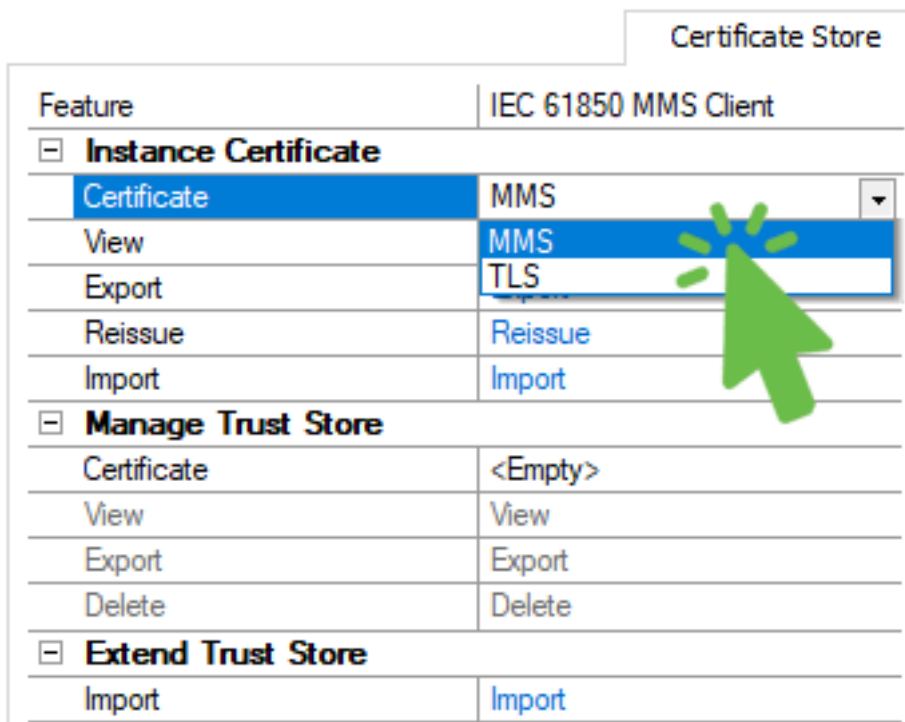 Certificate Store
Feature IEC 61850 MMS Client
Instance Certificate
Certificate MMS
View MMS
TLS
Export
Reissue Reissue
Import Import
Manage Trust Store
Certificate <Empty>
View View
Export Export
Delete Delete
Extend Trust Store
Import Import